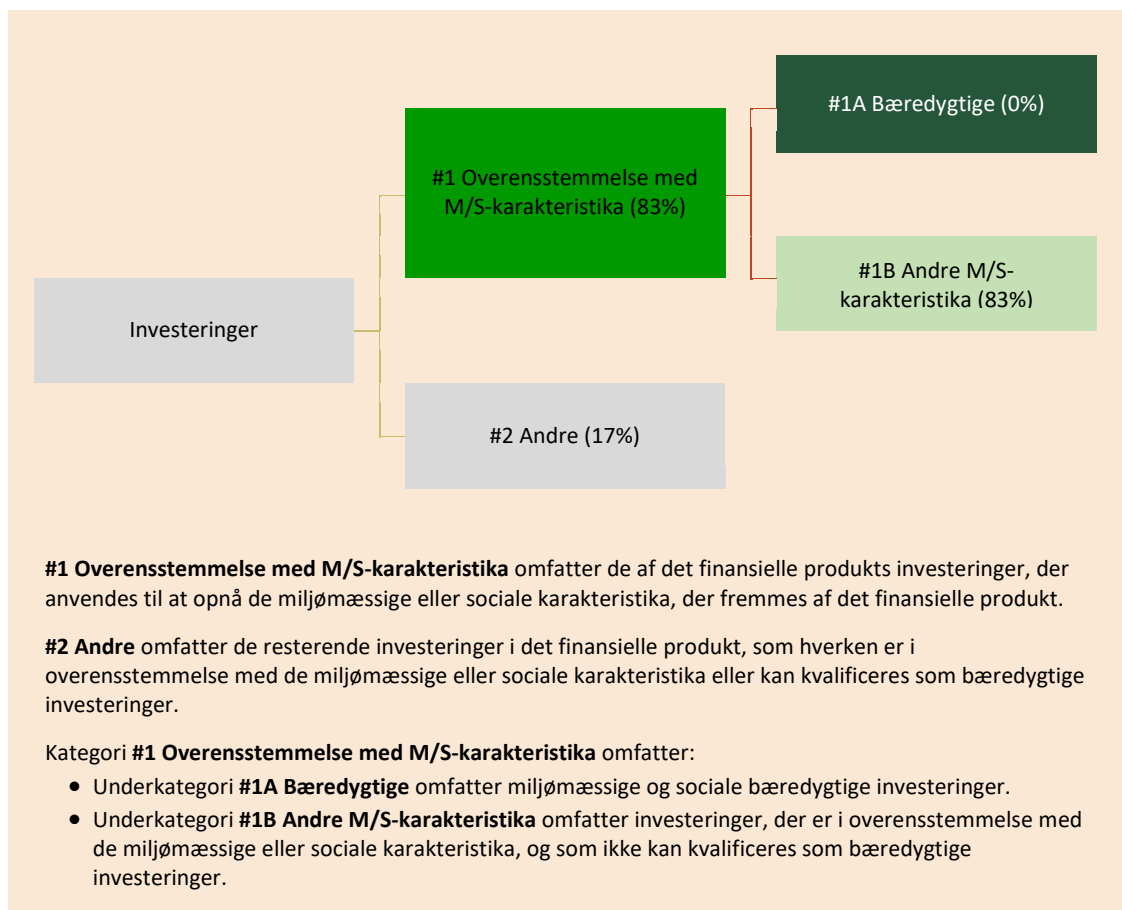 #1A Bæredygtige (0%)
#1 Overensstemmelse med
M/S-karakteristika (83%)
#1B Andre M/S-
karakteristika (83%)
Investeringer
#2 Andre (17%)
#1 Overensstemmelse med M/S-karakteristika omfatter de af det finansielle produkts investeringer, der
anvendes til at opnå de miljømæssige eller sociale karakteristika, der fremmes af det finansielle produkt.
#2 Andre omfatter de resterende investeringer i det finansielle produkt, som hverken er i
overensstemmelse med de miljømæssige eller sociale karakteristika eller kan kvalificeres som bæredygtige
investeringer.
Kategori #1 Overensstemmelse med M/S-karakteristika omfatter:
• Underkategori #1A Bæredygtige omfatter miljømæssige og sociale bæredygtige investeringer.
• Underkategori #1B Andre M/S-karakteristika omfatter investeringer, der er i overensstemmelse med
de miljømæssige eller sociale karakteristika, og som ikke kan kvalificeres som bæredygtige
investeringer.